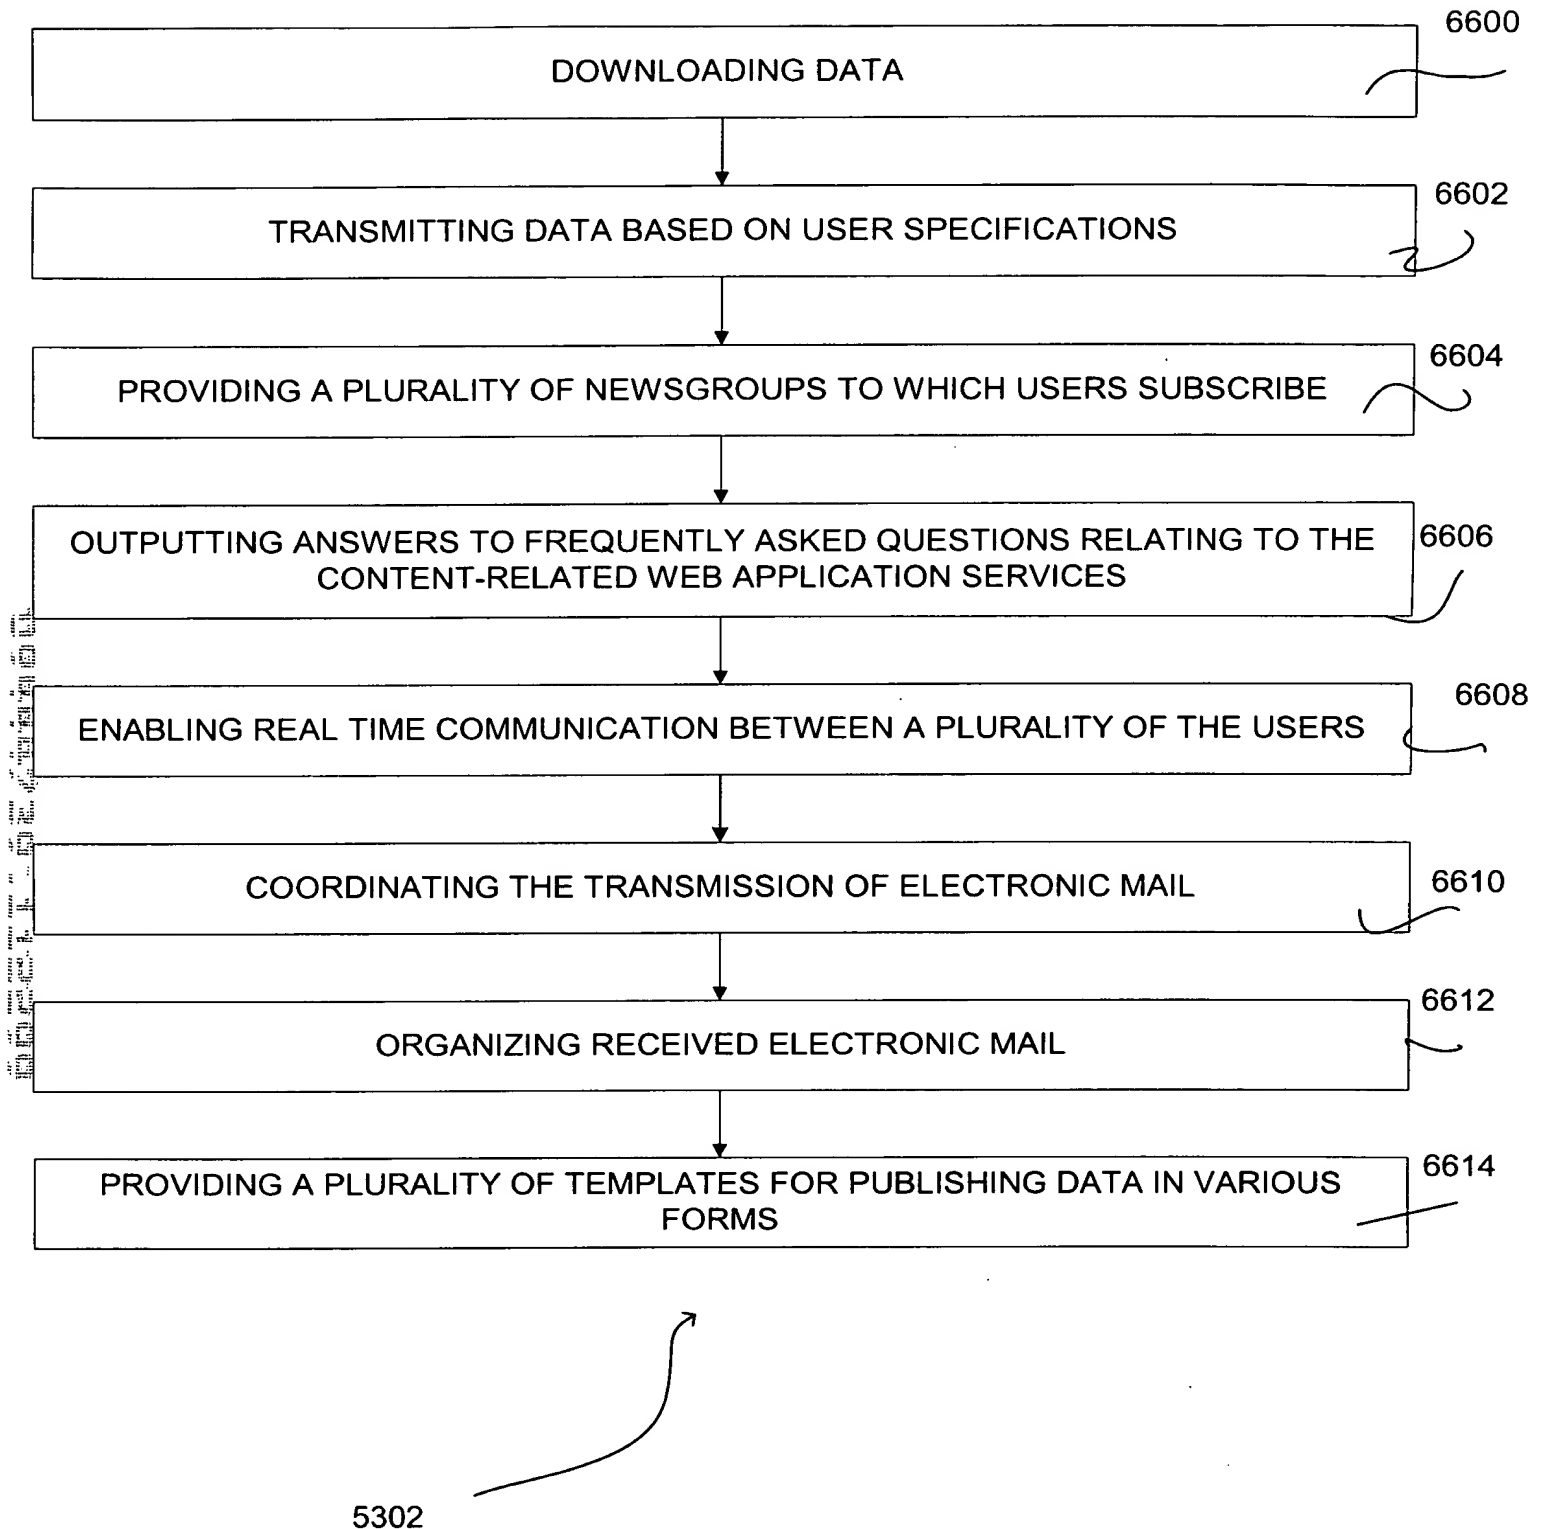 6600
DOWNLOADING DATA
6602
TRANSMITTING DATA BASED ON USER SPECIFICATIONS
6604
PROVIDING A PLURALITY OF NEWSGROUPS TO WHICH USERS SUBSCRIBE
6606
OUTPUTTING ANSWERS TO FREQUENTLY ASKED QUESTIONS RELATING TO THE
CONTENT-RELATED WEB APPLICATION SERVICES
6608
ENABLING REAL TIME COMMUNICATION BETWEEN A PLURALITY OF THE USERS
6610
COORDINATING THE TRANSMISSION OF ELECTRONIC MAIL
6612
ORGANIZING RECEIVED ELECTRONIC MAIL
6614
PROVIDING A PLURALITY OF TEMPLATES FOR PUBLISHING DATA IN VARIOUS
FORMS
5302